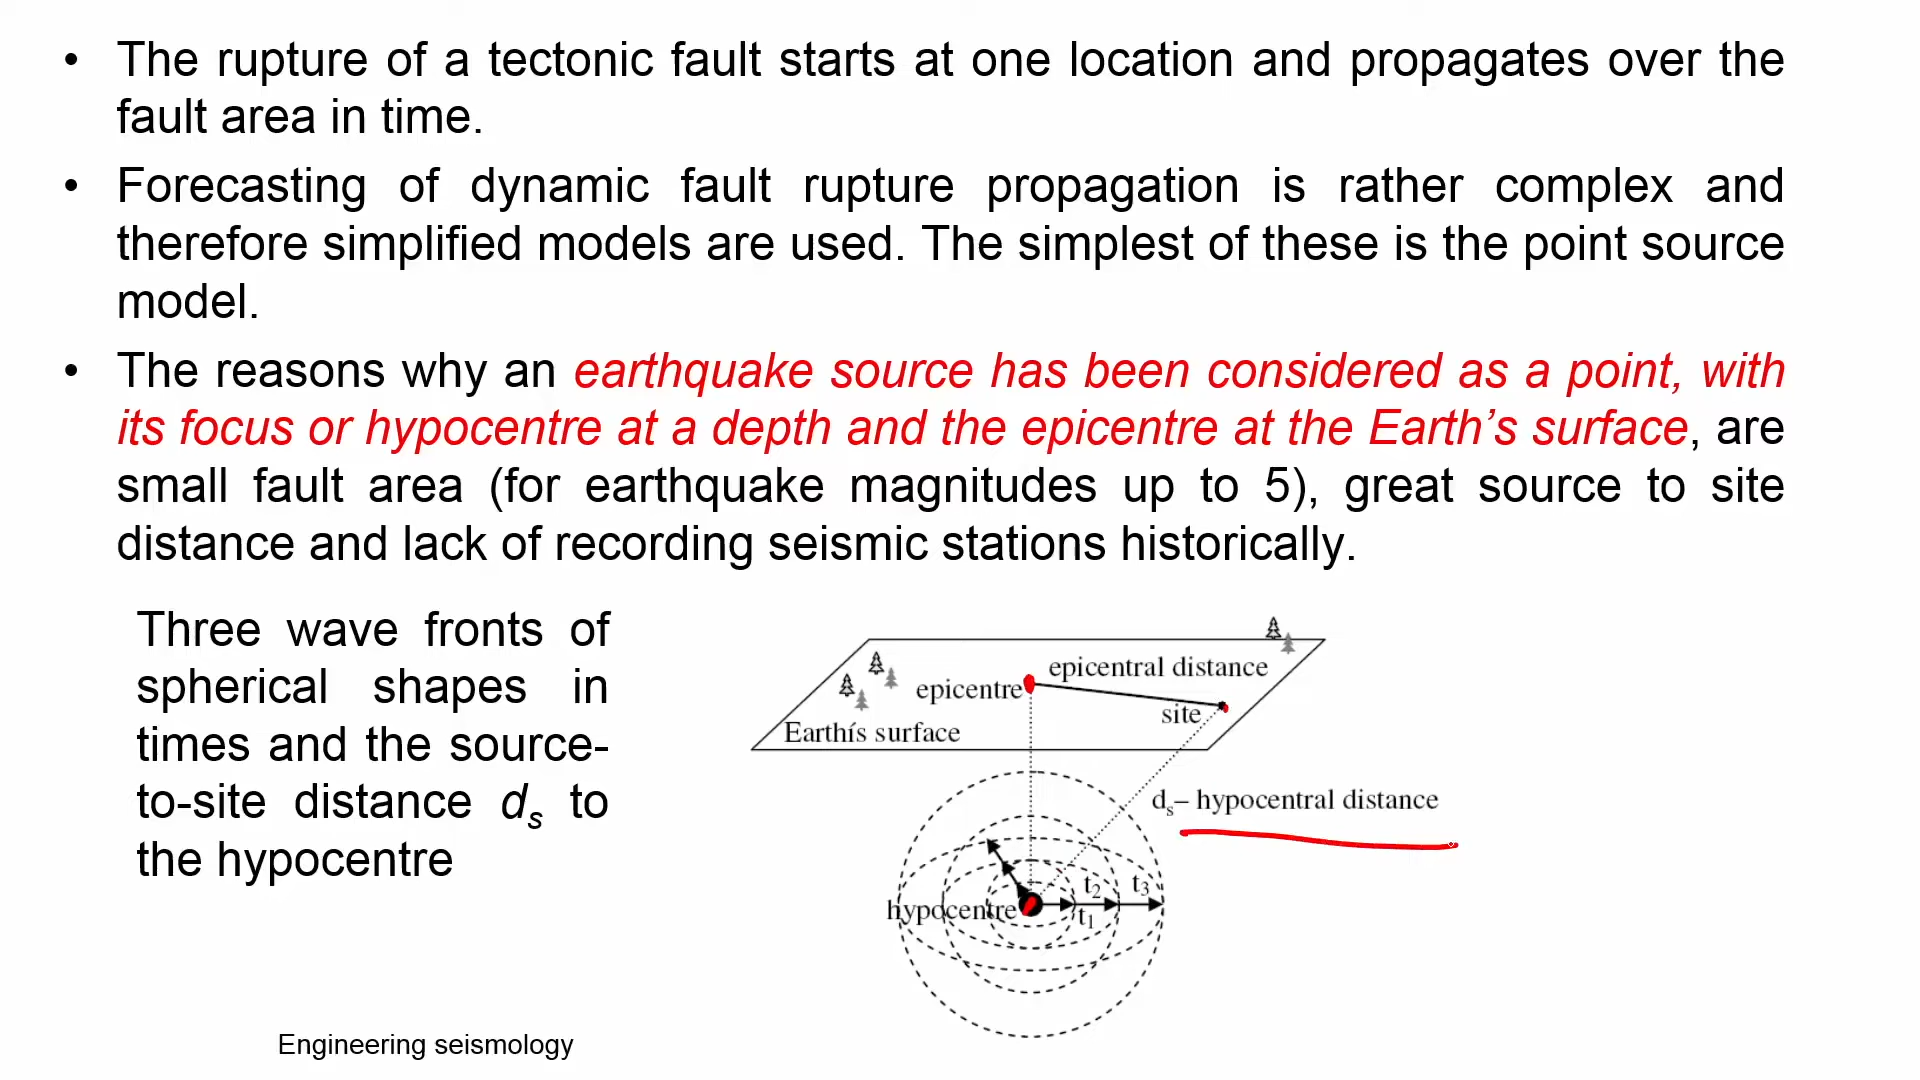 • The rupture of a tectonic fault starts at one location and propagates over the
fault area in time.
• Forecasting of dynamic fault rupture propagation is rather complex and
therefore simplified models are used. The simplest of these is the point source
model.
• The reasons why an earthquake source has been considered as a point, with
its focus or hypocentre at a depth and the epicentre at the Earth’s surface, are
small fault area (for earthquake magnitudes up to 5), great source to site
distance and lack of recording seismic stations historically.
Three wave fronts of
spherical shapes in
times and the source-
to-site distance ds to
the hypocentre
epicentral distance
epicentre
site
Earthís surface
ds– hypocentral distance
t2
t3
hypocentre
t1
Engineering seismology